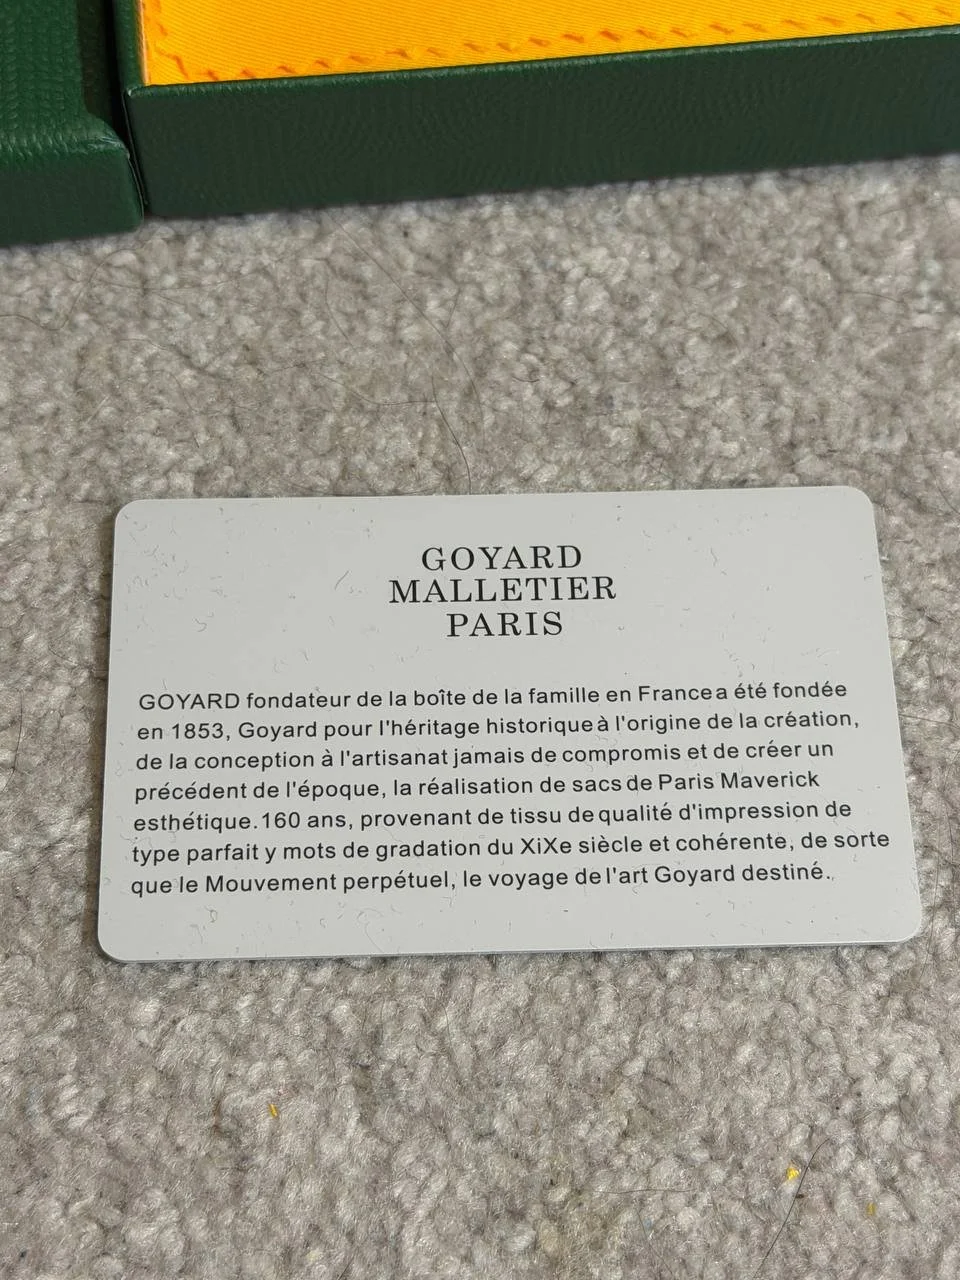 GOYARD
MALLETIER
PARIS
GOYARD fondateur de la boîte de la famille en France a été fondée
en 1853, Goyard pour l'héritage historique à l'origine de la création,
de la conception à l'artisanat jamais de compromis et de créer un
précédent de l'époque, la réalisation de sacs de Paris Maverick
esthétique.160 ans, provenant de tissu de qualité d'impression de
type parfait y mots de gradation du XiXe siècle et cohérente, de sorte
que le Mouvement perpétuel, le voyage de l'art Goyard destiné.